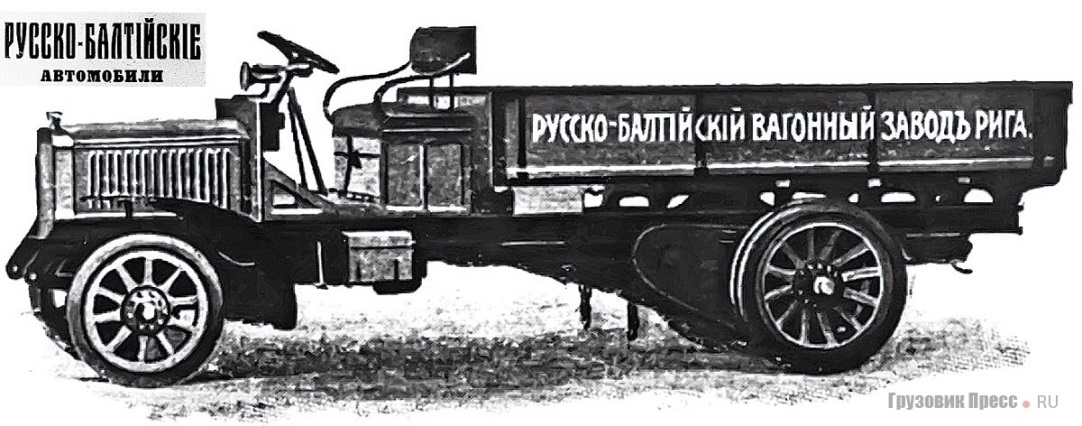 РУССКО-БАЛТІЙСКІЕ
АВТОМОБИЛИ
РУССКО-БАЛТІЙСКІЙ ВАГОННЫЙ ЗАВОДЪ РИГА.
Грузовик Пресс.RU